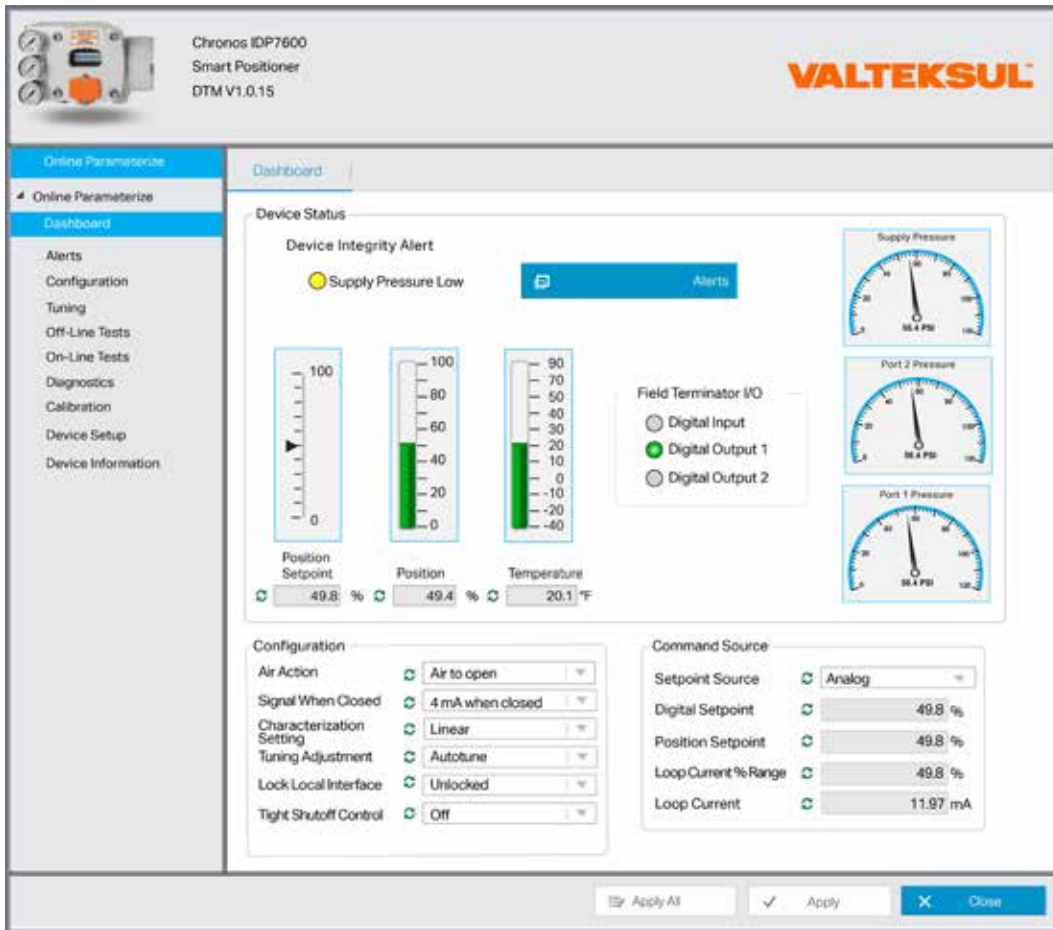 Chronos IDP7600
Smart Positioner
DTM V1.0.15
VALTEKSUL
Online Parameterize
Online Parameterize
Dashboard
Alerts
Configuration
Tuning
Off-Line Tests
On-Line Tests
Diagnostics
Calibration
Device Setup
Device Information
Dashboard
Device Status
Device Integrity Alert
Supply Pressure Low
Alerts
100
0
Position
Setpoint
49.8 %
100
80
60
40
20
0
Position
49.4 %
90
70
50
40
30
20
10
0
-10
-20
-40
Temperature
20.1 °F
Field Terminator I/O
Digital Input
Digital Output 1
Digital Output 2
Supply Pressure
Port 2 Pressure
Port 1 Pressure
Configuration
Air Action Air to open
Signal When Closed 4 mA when closed
Characterization
Setting Linear
Tuning Adjustment Autotune
Lock Local Interface Unlocked
Tight Shutoff Control Off
Command Source
Setpoint Source Analog
Digital Setpoint 49.8 %
Position Setpoint 49.8 %
Loop Current % Range 49.8 %
Loop Current 11.97 mA
Apply All
Apply
Close